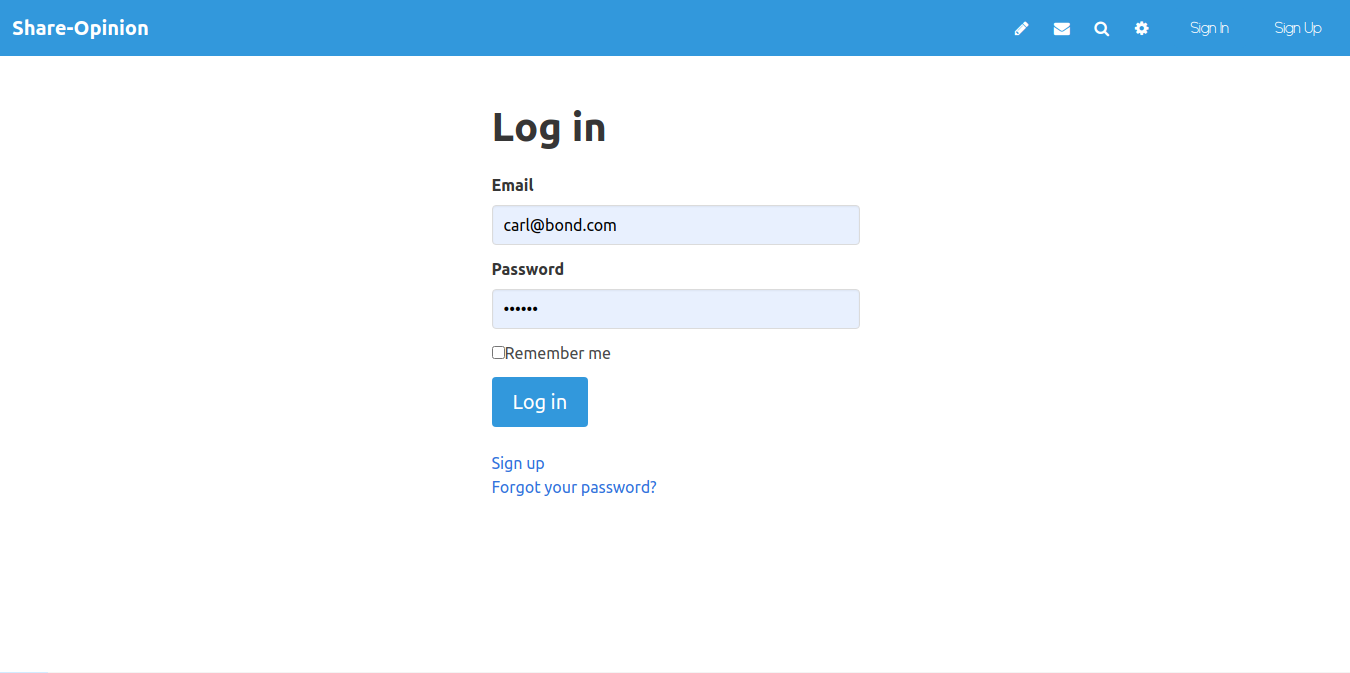 Share-Opinion
Sign In
Sign Up
Log in
Email
carl@bond.com
Password
••••••
Remember me
Log in
Sign up
Forgot your password?